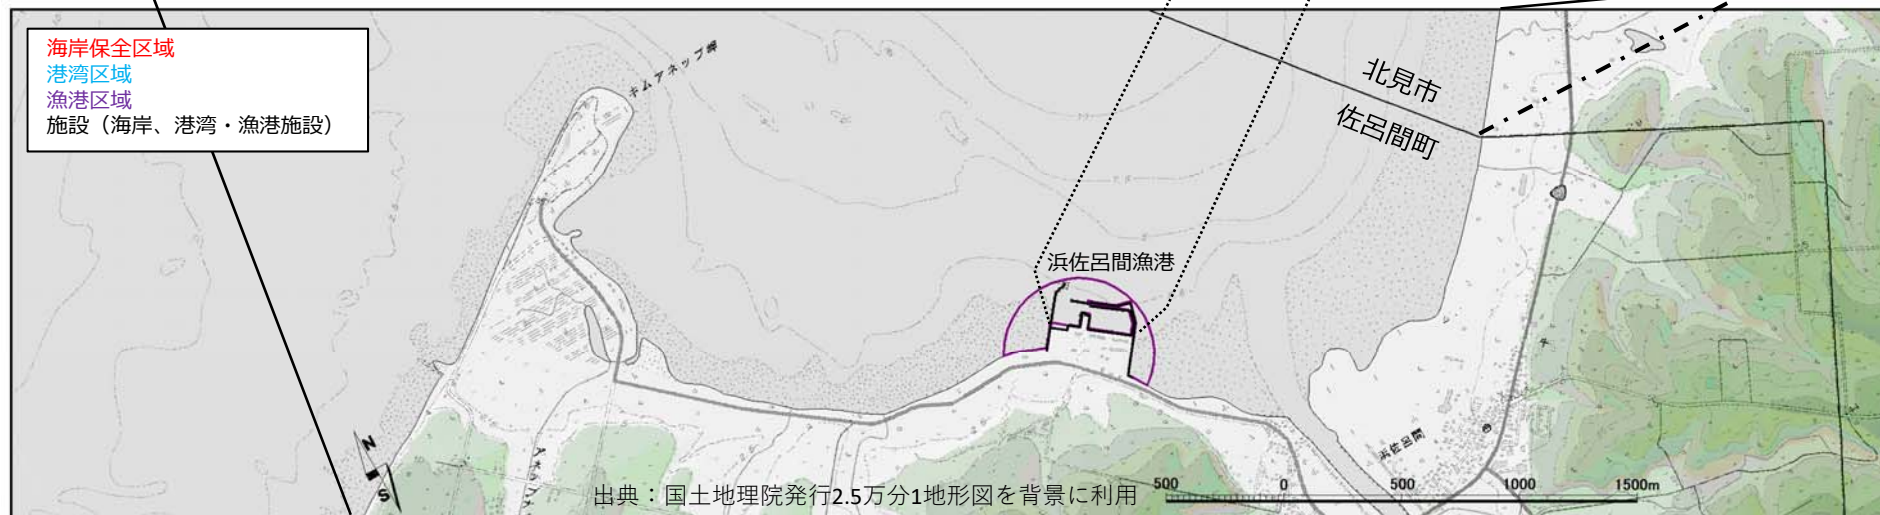 海岸保全区域
港湾区域
漁港区域
施設（海岸、港湾・漁港施設）
キムアネップ岬
北見市
佐呂間町
浜佐呂間漁港
浜佐呂間
N
S
出典：国土地理院発行2.5万分1地形図を背景に利用
500 0 500 1000 1500m